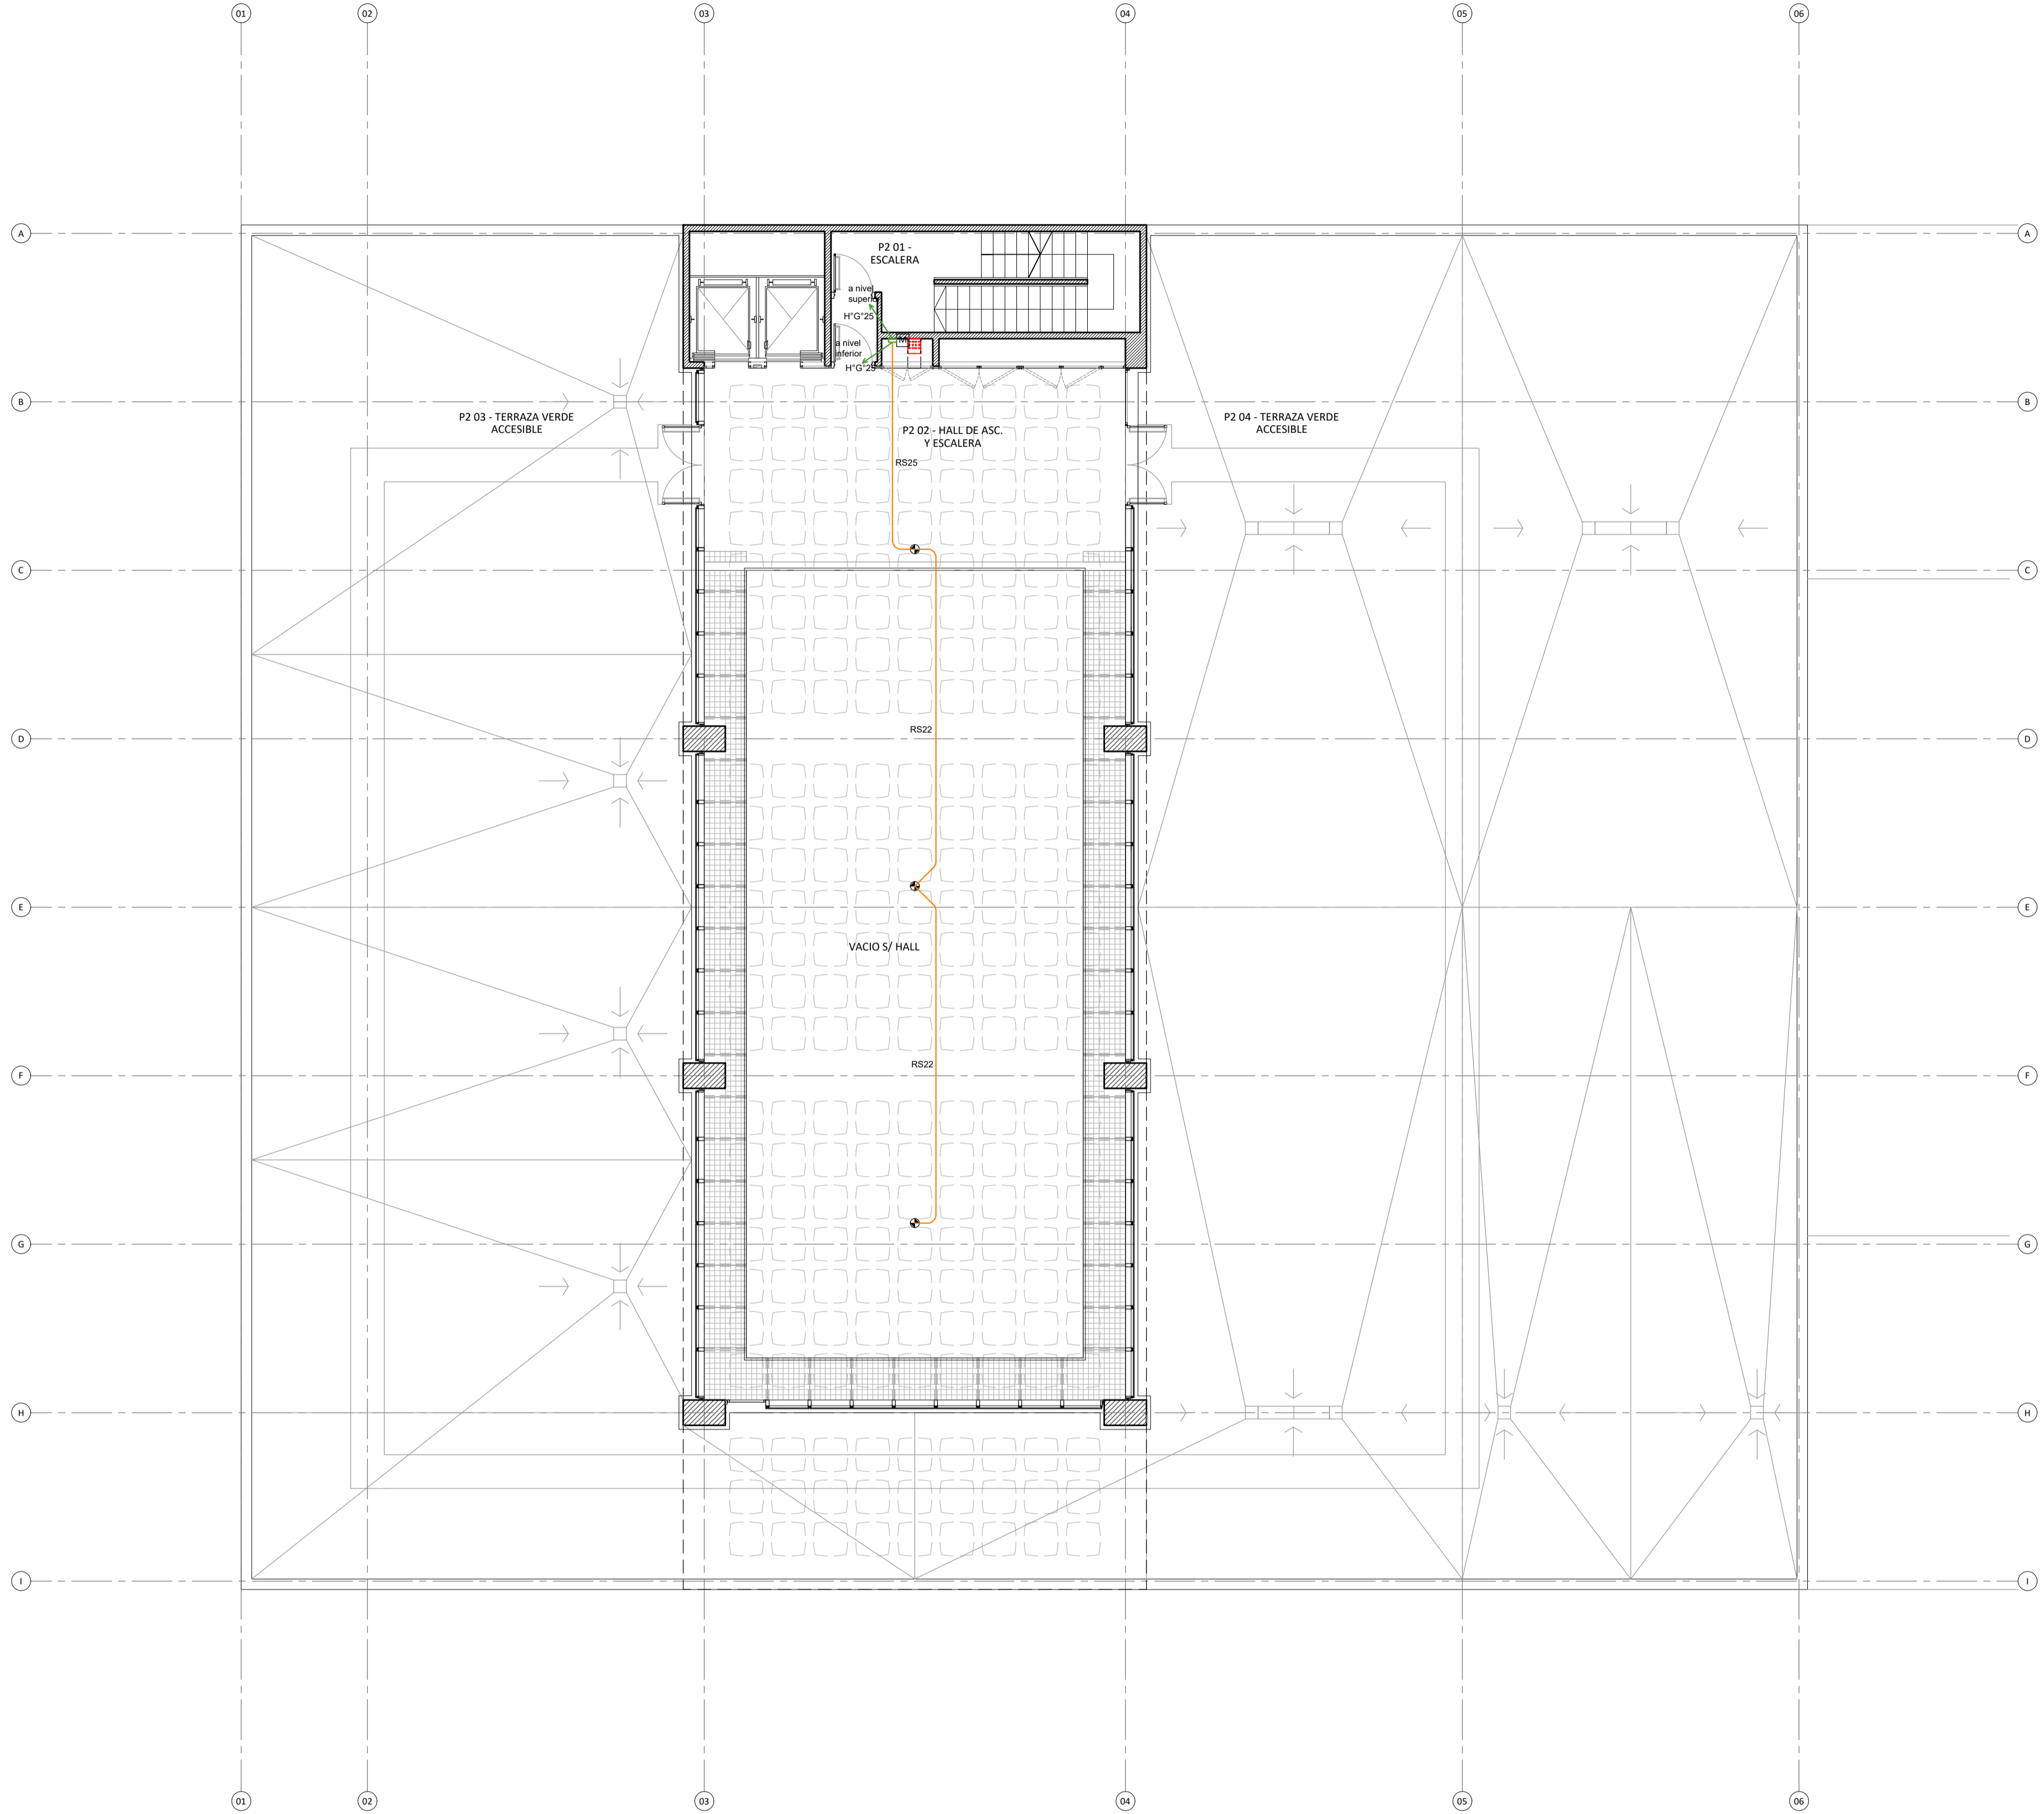 01
02
03
04
05
06
A
A
P2 01 -
ESCALERA
a nivel
superior
H°G°25
M
a nivel
inferior
H°G°25
B
B
P2 03 - TERRAZA VERDE
ACCESIBLE
P2 02 - HALL DE ASC.
Y ESCALERA
P2 04 - TERRAZA VERDE
ACCESIBLE
RS25
C
C
RS22
D
D
E
E
VACIO S/ HALL
RS22
F
F
G
G
H
H
I
I
01
02
03
04
05
06